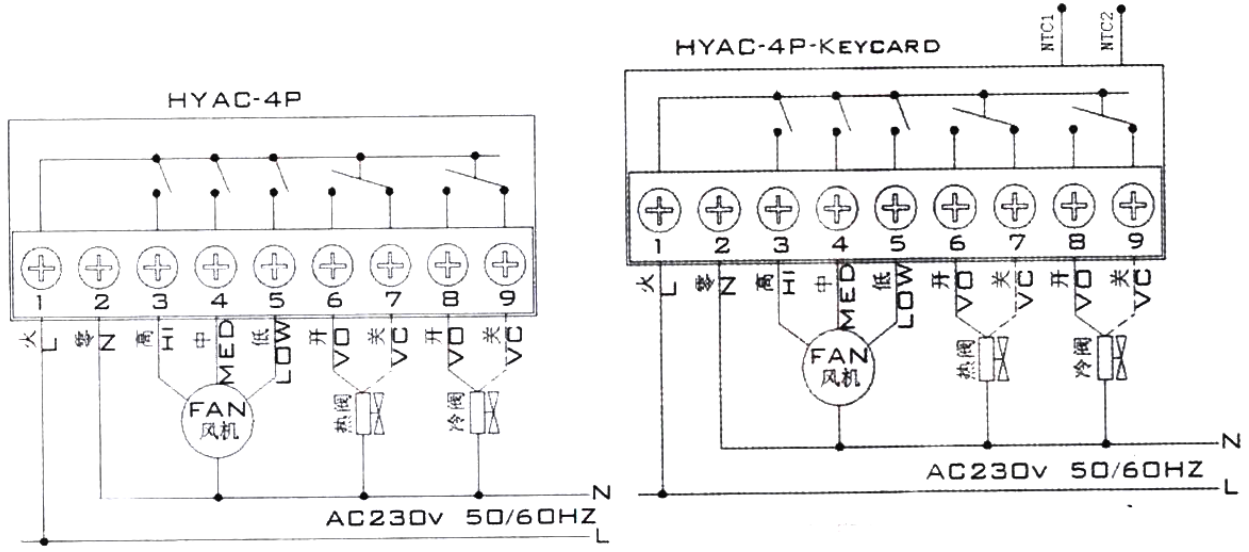 HYAC-4P
1 2 3 4 5 6 7 8 9
火 L
零 N
高 HI
中 MED
低 LOW
开 VO
关 VC
开 VO
关 VC
FAN
风机
热阀
冷阀
N
AC230V 50/60HZ
L
HYAC-4P-KEYCARD
NTC1
NTC2
1 2 3 4 5 6 7 8 9
火 L
零 N
高 HI
中 MED
低 LOW
开 VO
关 VC
开 VO
关 VC
FAN
风机
热阀
冷阀
N
AC230V 50/60HZ
L